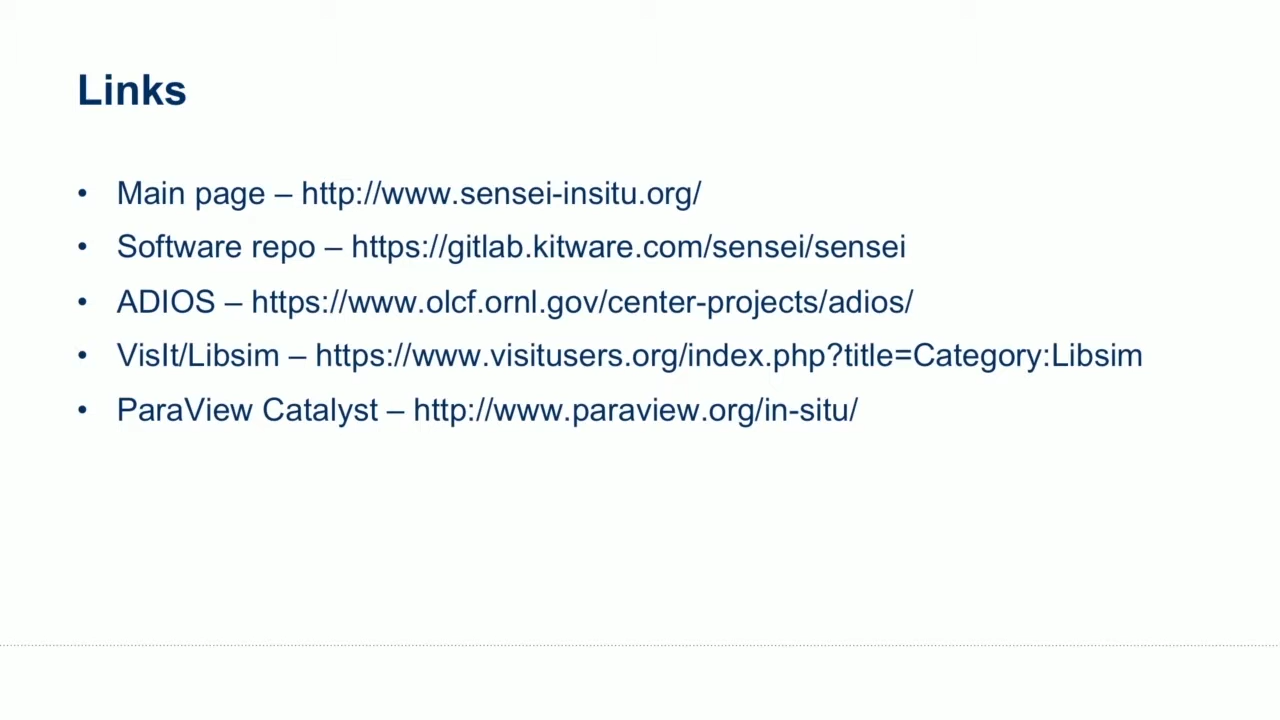 Links
• Main page – http://www.sensei-insitu.org/
• Software repo – https://gitlab.kitware.com/sensei/sensei
• ADIOS – https://www.olcf.ornl.gov/center-projects/adios/
• VisIt/Libsim – https://www.visitusers.org/index.php?title=Category:Libsim
• ParaView Catalyst – http://www.paraview.org/in-situ/